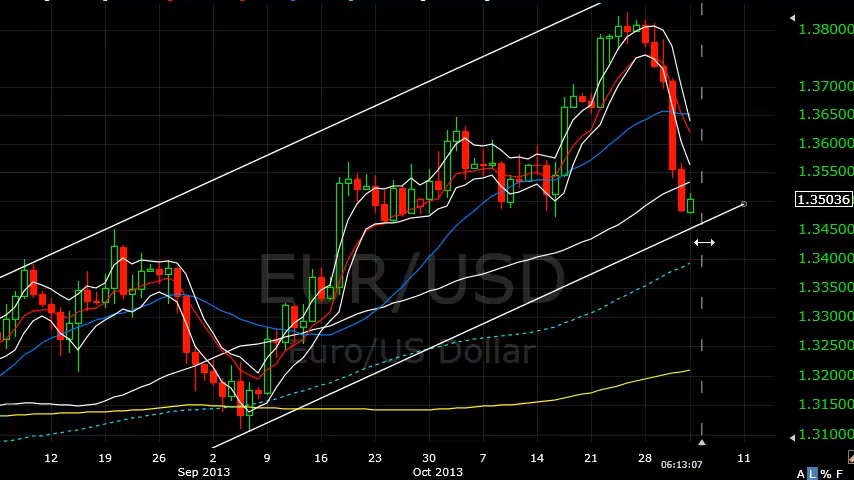 1.38000
1.37000
1.36500
1.36000
1.35500
1.35036
1.34500
1.34000
1.33500
1.33000
1.32500
1.32000
1.31500
1.31000
EUR/USD
Euro/US Dollar
12 19 26 2 9 16 23 30 7 14 21 28 11
Sep 2013 Oct 2013 06:13:07
A L % F